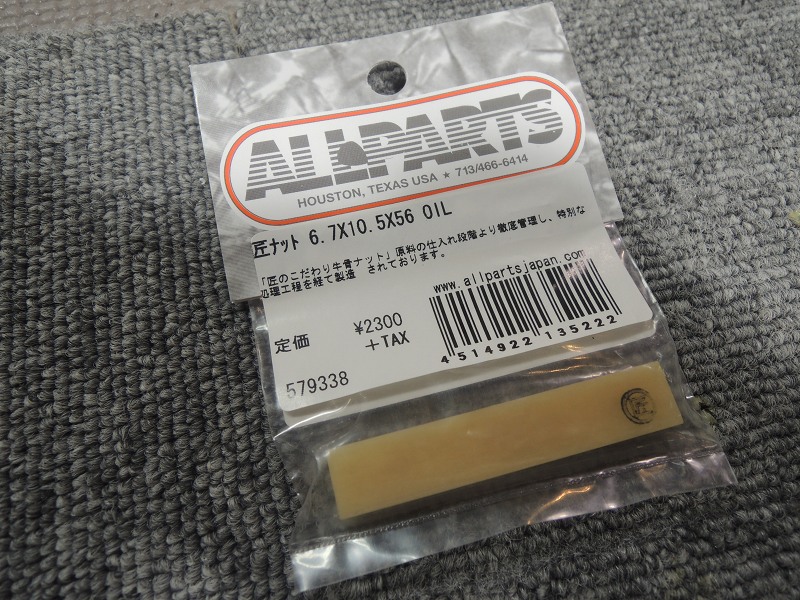 ALLPARTS
HOUSTON, TEXAS USA ★ 713/466-6414
匠ナット 6.7X10.5X56 OIL
「匠のこだわり牛骨ナット」原料の仕入れ段階より徹底管理し、特別な
処理工程を経て製造 されております。
www.allpartsjapan.com
定価
¥2300
+TAX
4514922135222
579338
匠